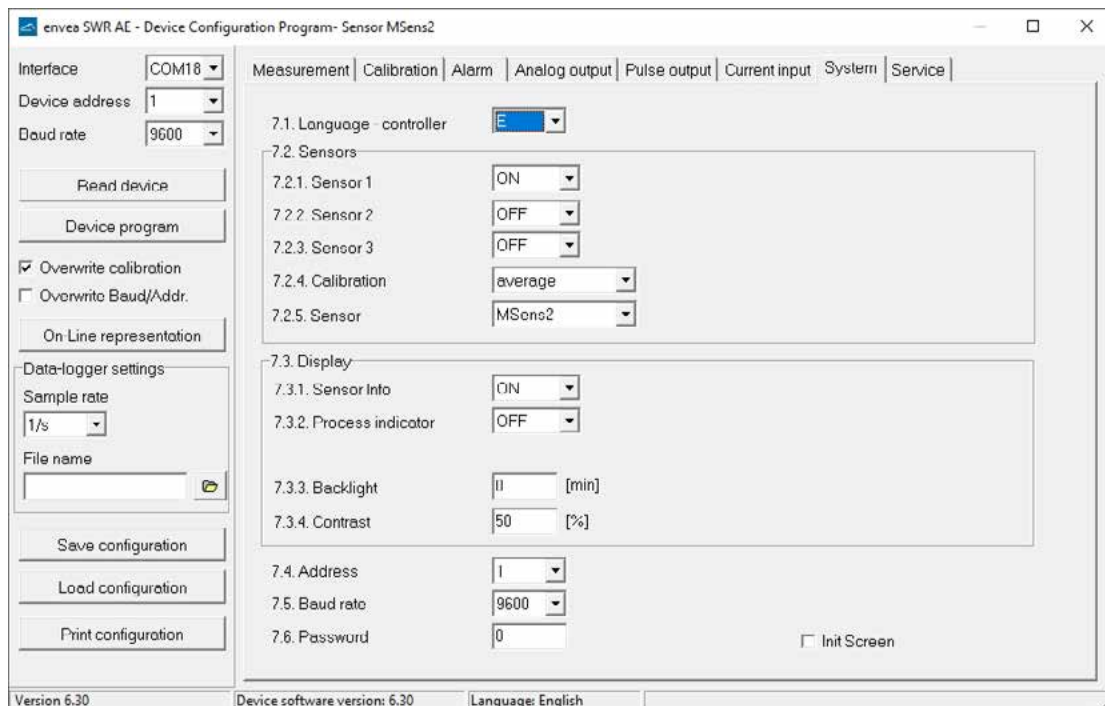 envea SWR AE - Device Configuration Program- Sensor MSens2
Interface COM18
Device address 1
Baud rate 9600
Read device
Device program
Overwrite calibration
Overwrite Baud/Addr.
On-Line representation
Data-logger settings
Sample rate
1/s
File name
Save configuration
Load configuration
Print configuration
Measurement Calibration Alarm Analog output Pulse output Current input System Service
7.1. Language - controller E
7.2. Sensors
7.2.1. Sensor 1 ON
7.2.2. Sensor 2 OFF
7.2.3. Sensor 3 OFF
7.2.4. Calibration average
7.2.5. Sensor MSens2
7.3. Display
7.3.1. Sensor Info ON
7.3.2. Process indicator OFF
7.3.3. Backlight 0 [min]
7.3.4. Contrast 50 [%]
7.4. Address 1
7.5. Baud rate 9600
7.6. Password 0
Init Screen
Version 6.30 Device software version: 6.30 Language: English